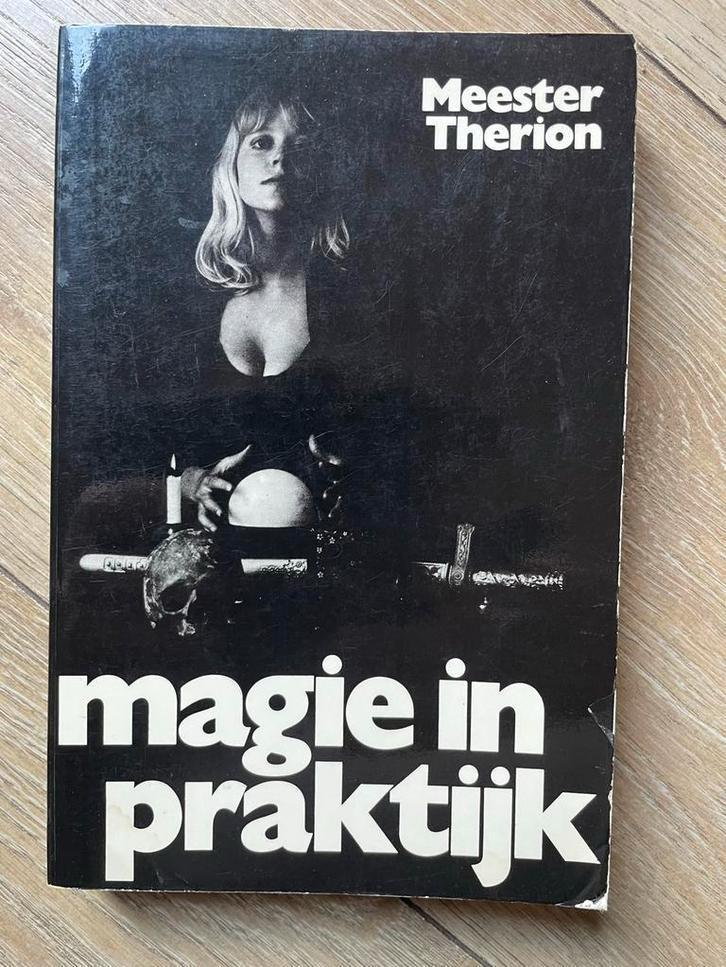 Meester
Therion
magie in
praktijk